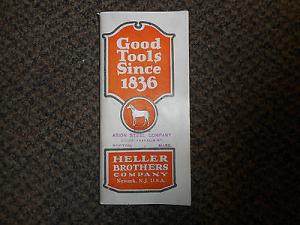 Good
Tools
Since
1836
ARION STEEL COMPANY
BOSTON MASS.
HELLER
BROTHERS
COMPANY
Newark, N.J., U.S.A.